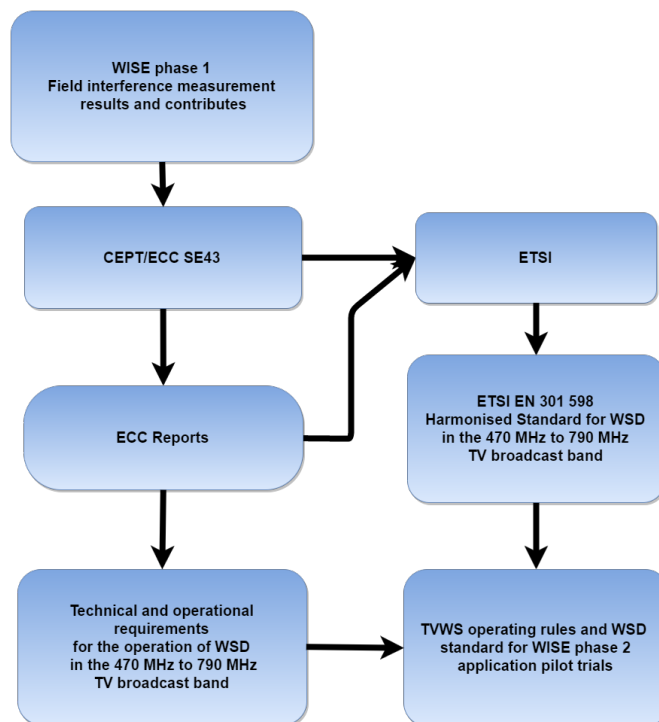 WISE phase 1
Field interference measurement
results and contributes
CEPT/ECC SE43
ETSI
ETSI EN 301 598
Harmonised Standard for WSD
in the 470 MHz to 790 MHz
TV broadcast band
ECC Reports
Technical and operational
requirements
for the operation of WSD
in the 470 MHz to 790 MHz
TV broadcast band
TVWS operating rules and WSD
standard for WISE phase 2
application pilot trials